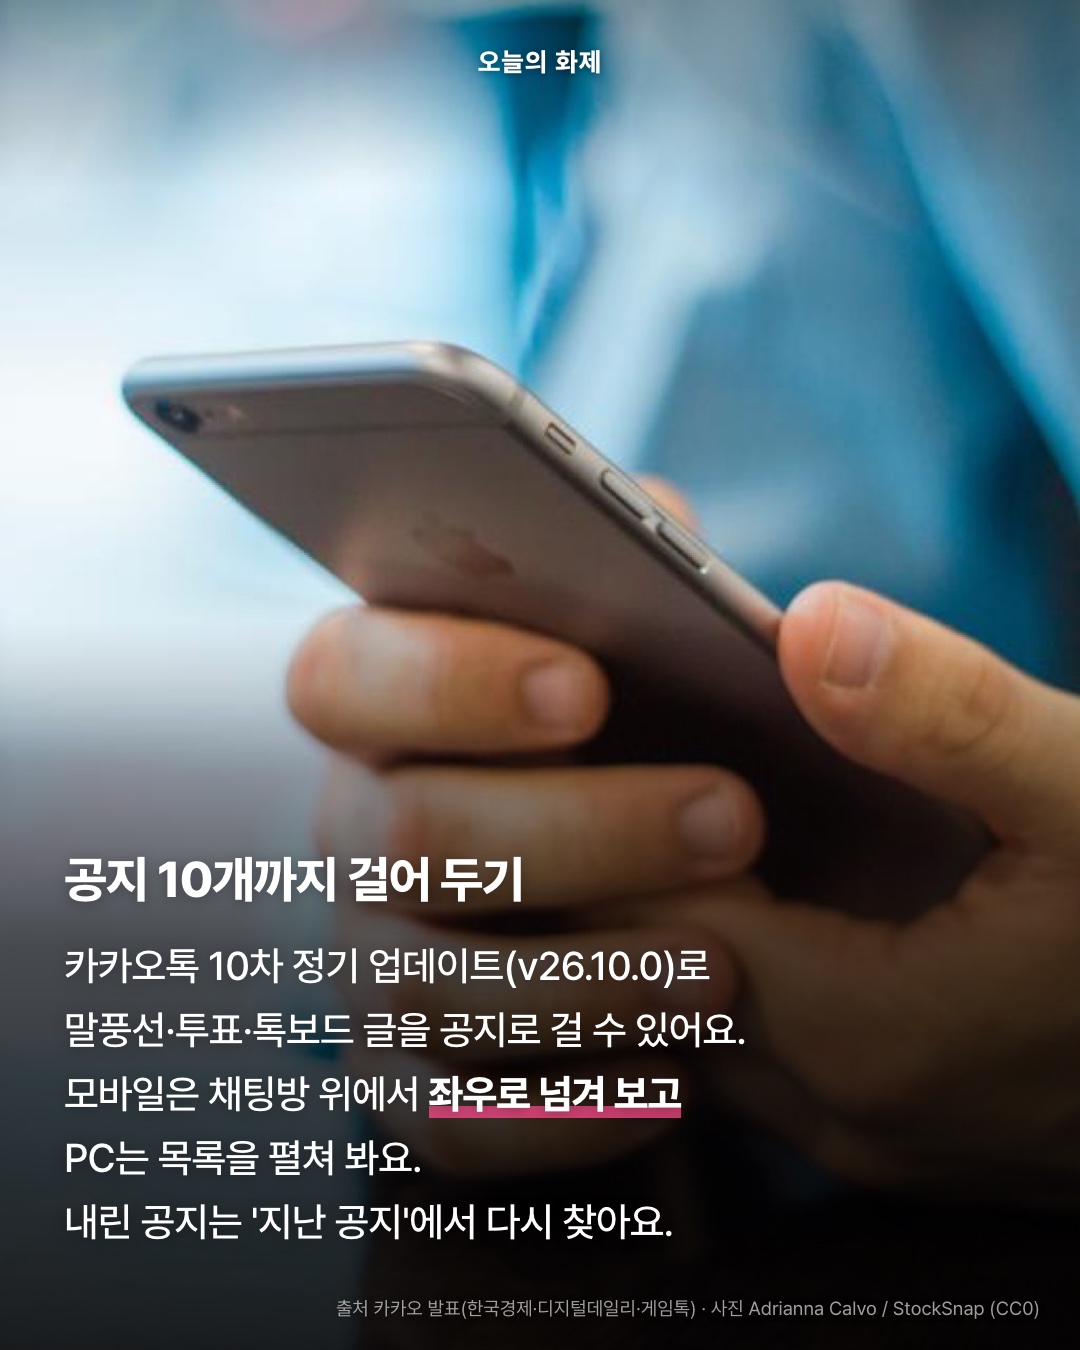 오늘의 화제
공지 10개까지 걸어 두기
카카오톡 10차 정기 업데이트(v26.10.0)로
말풍선·투표·톡보드 글을 공지로 걸 수 있어요.
모바일은 채팅방 위에서 좌우로 넘겨 보고
PC는 목록을 펼쳐 봐요.
내린 공지는 '지난 공지'에서 다시 찾아요.
출처 카카오 발표(한국경제·디지털데일리·게임톡) · 사진 Adrianna Calvo / StockSnap (CC0)